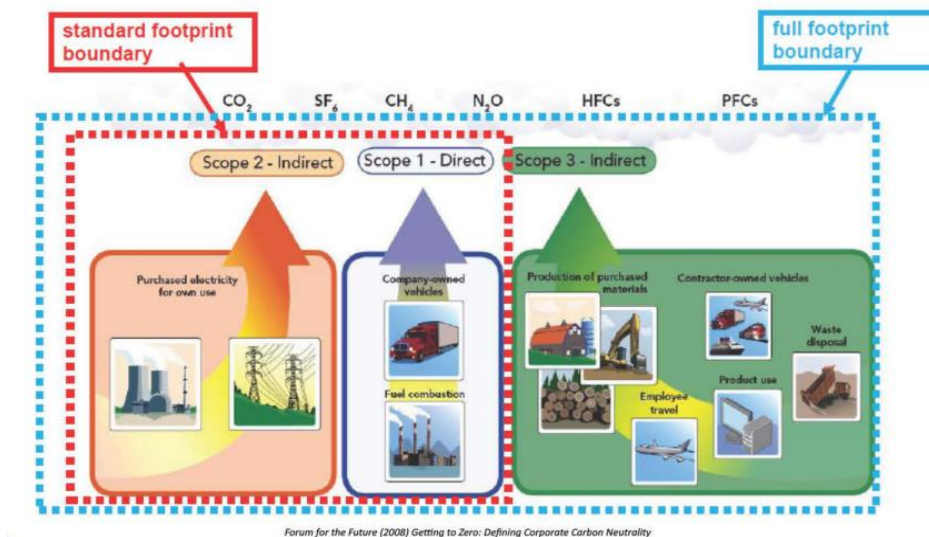 standard footprint
boundary
full footprint
boundary
CO₂ SF₆ CH₄ N₂O HFCs PFCs
Scope 2 - Indirect
Scope 1 - Direct
Scope 3 - Indirect
Purchased electricity
for own use
Company-owned
vehicles
Fuel combustion
Production of purchased
materials
Contractor-owned vehicles
Waste
disposal
Product use
Employee
travel
Forum for the Future (2008) Getting to Zero: Defining Corporate Carbon Neutrality